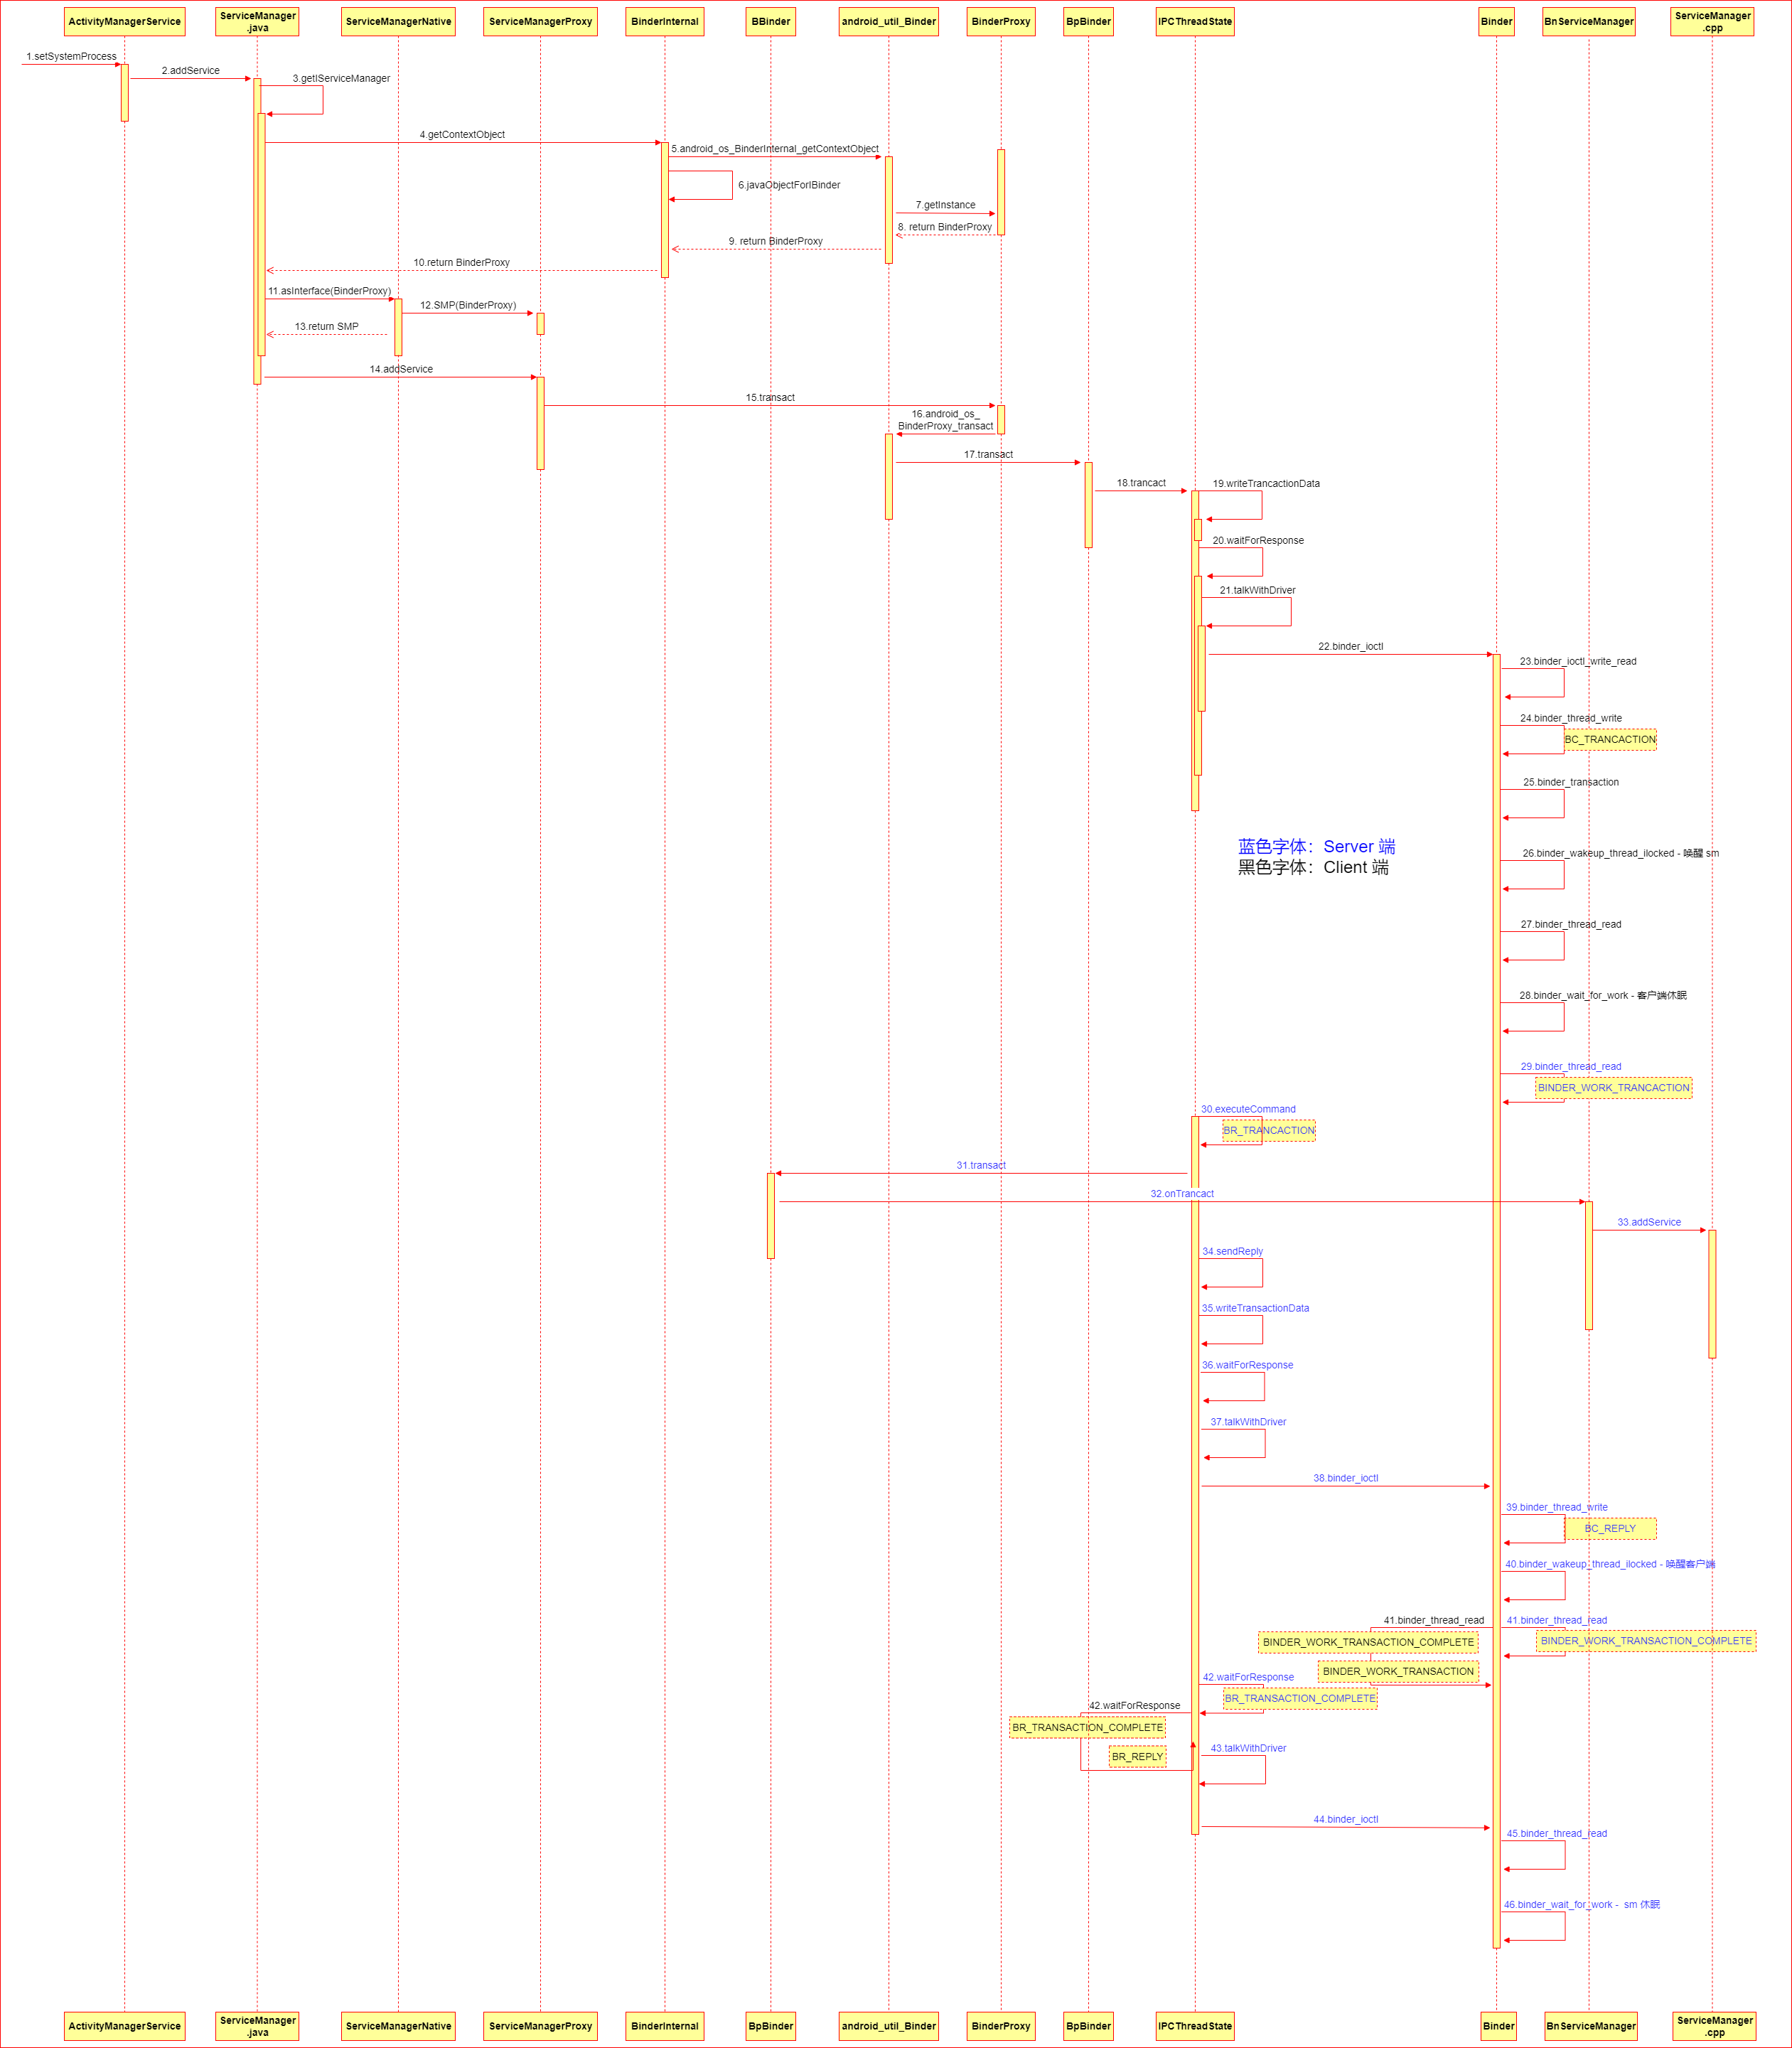 ActivityManagerService
ServiceManager
.java
ServiceManagerNative
ServiceManagerProxy
BinderInternal
BBinder
android_util_Binder
BinderProxy
BpBinder
IPCThreadState
Binder
BnServiceManager
ServiceManager
.cpp
1.setSystemProcess
2.addService
3.getIServiceManager
4.getContextObject
5.android_os_BinderInternal_getContextObject
6.javaObjectForIBinder
7.getInstance
8. return BinderProxy
9. return BinderProxy
10.return BinderProxy
11.asInterface(BinderProxy)
12.SMP(BinderProxy)
13.return SMP
14.addService
15.transact
16.android_os_
BinderProxy_transact
17.transact
18.trancact
19.writeTrancactionData
20.waitForResponse
21.talkWithDriver
22.binder_ioctl
23.binder_ioctl_write_read
24.binder_thread_write
BC_TRANCACTION
25.binder_transaction
蓝色字体：Server 端
黑色字体：Client 端
26.binder_wakeup_thread_ilocked - 唤醒 sm
27.binder_thread_read
28.binder_wait_for_work - 客户端休眠
29.binder_thread_read
BINDER_WORK_TRANCACTION
30.executeCommand
BR_TRANCACTION
31.transact
32.onTrancact
33.addService
34.sendReply
35.writeTransactionData
36.waitForResponse
37.talkWithDriver
38.binder_ioctl
39.binder_thread_write
BC_REPLY
40.binder_wakeup_thread_ilocked - 唤醒客户端
41.binder_thread_read
41.binder_thread_read
BINDER_WORK_TRANSACTION_COMPLETE
BINDER_WORK_TRANSACTION_COMPLETE
BINDER_WORK_TRANSACTION
42.waitForResponse
BR_TRANSACTION_COMPLETE
42.waitForResponse
BR_TRANSACTION_COMPLETE
BR_REPLY
43.talkWithDriver
44.binder_ioctl
45.binder_thread_read
46.binder_wait_for_work -  sm 休眠
ActivityManagerService
ServiceManager
.java
ServiceManagerNative
ServiceManagerProxy
BinderInternal
BpBinder
android_util_Binder
BinderProxy
BpBinder
IPCThreadState
Binder
BnServiceManager
ServiceManager
.cpp